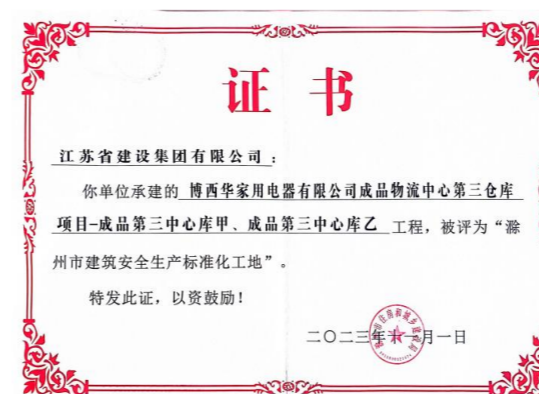 证书
江苏省建设集团有限公司：
你单位承建的 博西华家用电器有限公司成品物流中心第三仓库
项目-成品第三中心库甲、成品第三中心库乙 工程，被评为“滁
州市建筑安全生产标准化工地”。
特发此证，以资鼓励！
二〇二三年十一月一日